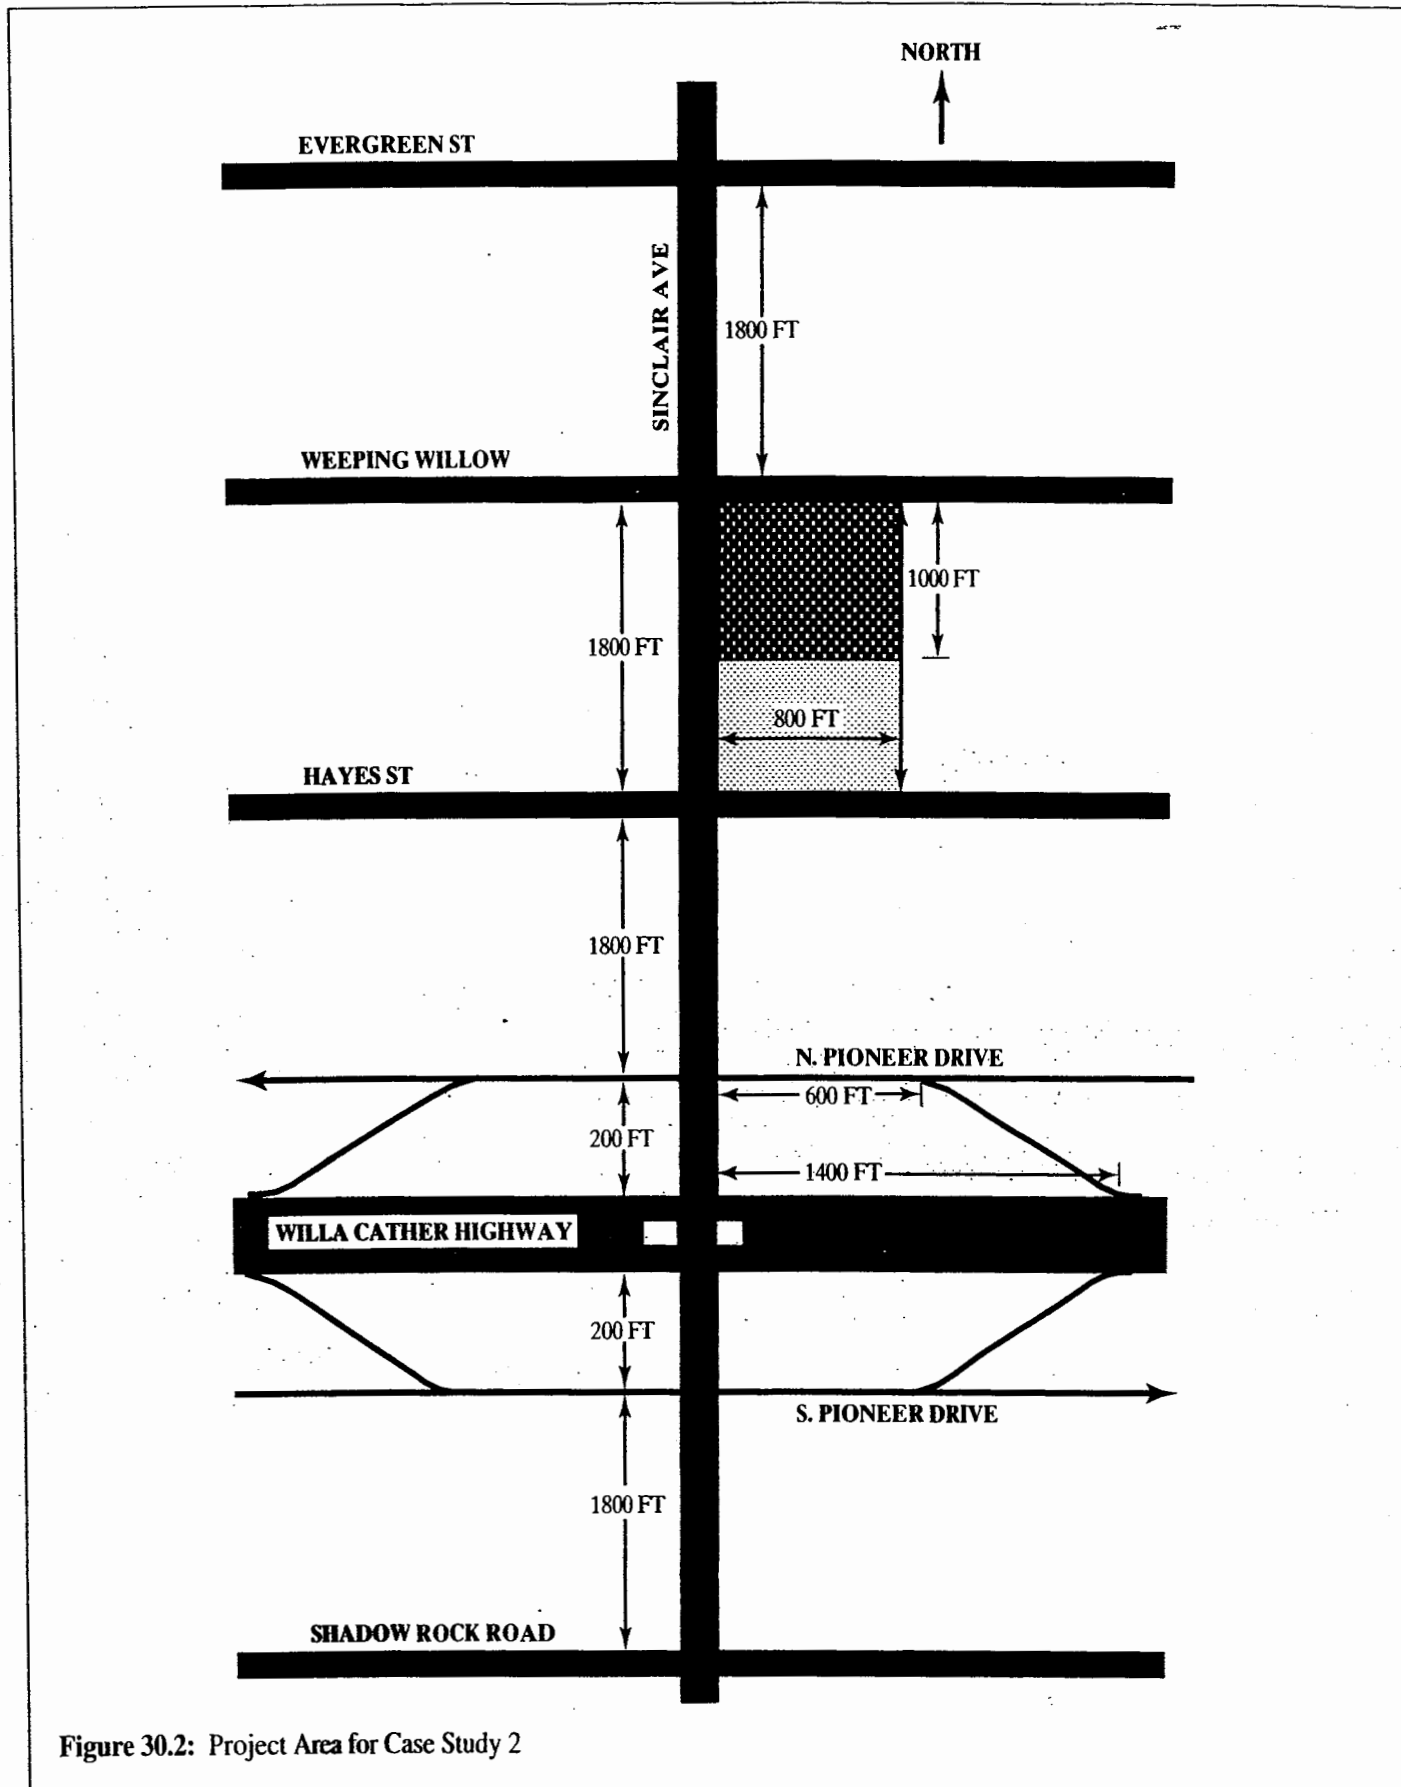 NORTH
EVERGREEN ST
SINCLAIR AVE
1800 FT
WEEPING WILLOW
1000 FT
1800 FT
800 FT
HAYES ST
1800 FT
N. PIONEER DRIVE
600 FT
200 FT
1400 FT
WILLA CATHER HIGHWAY
200 FT
S. PIONEER DRIVE
1800 FT
SHADOW ROCK ROAD
Figure 30.2: Project Area for Case Study 2